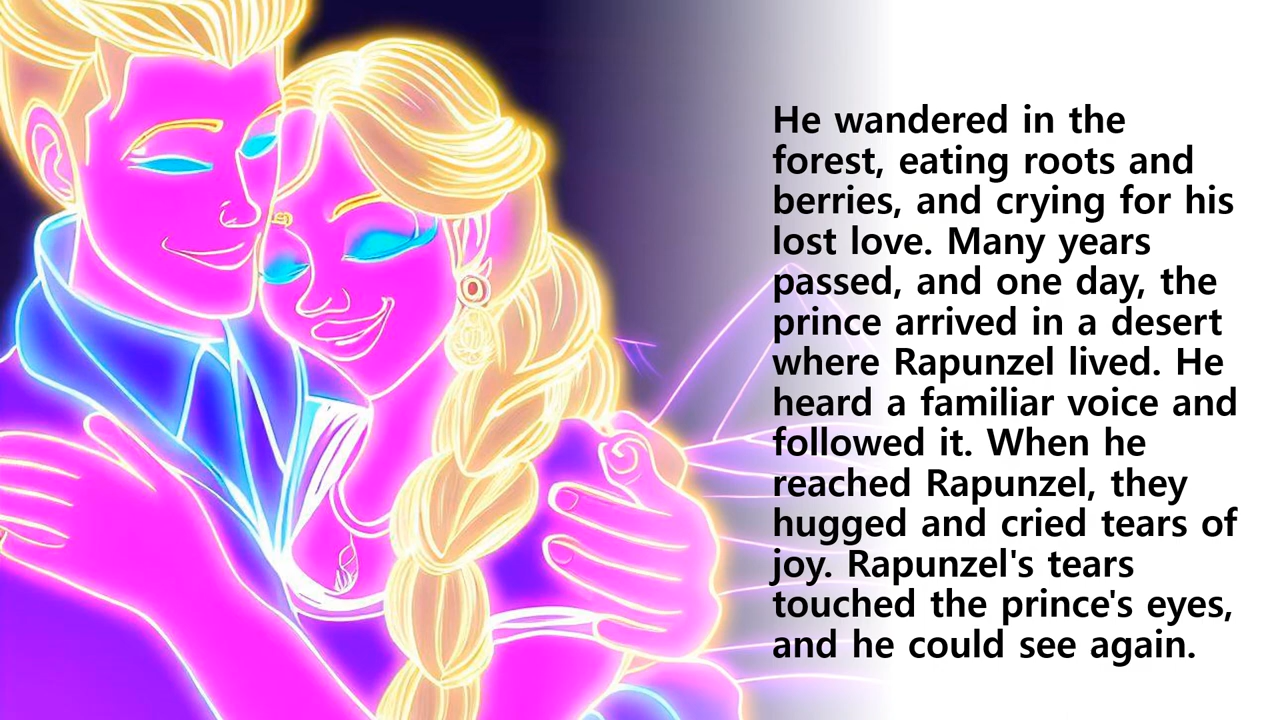 He wandered in the
forest, eating roots and
berries, and crying for his
lost love. Many years
passed, and one day, the
prince arrived in a desert
where Rapunzel lived. He
heard a familiar voice and
followed it. When he
reached Rapunzel, they
hugged and cried tears of
joy. Rapunzel's tears
touched the prince's eyes,
and he could see again.